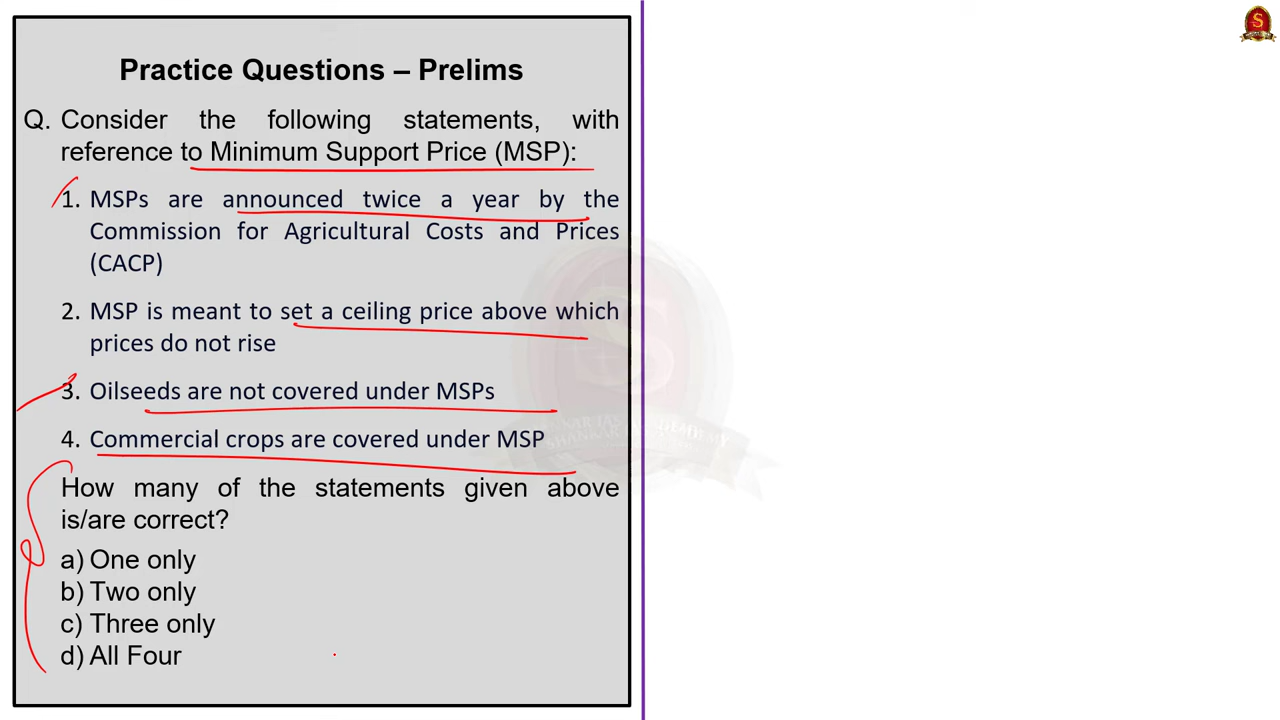 Practice Questions – Prelims
Q. Consider the following statements, with
reference to Minimum Support Price (MSP):
1. MSPs are announced twice a year by the
Commission for Agricultural Costs and Prices
(CACP)
2. MSP is meant to set a ceiling price above which
prices do not rise
3. Oilseeds are not covered under MSPs
4. Commercial crops are covered under MSP
How many of the statements given above
is/are correct?
a) One only
b) Two only
c) Three only
d) All Four